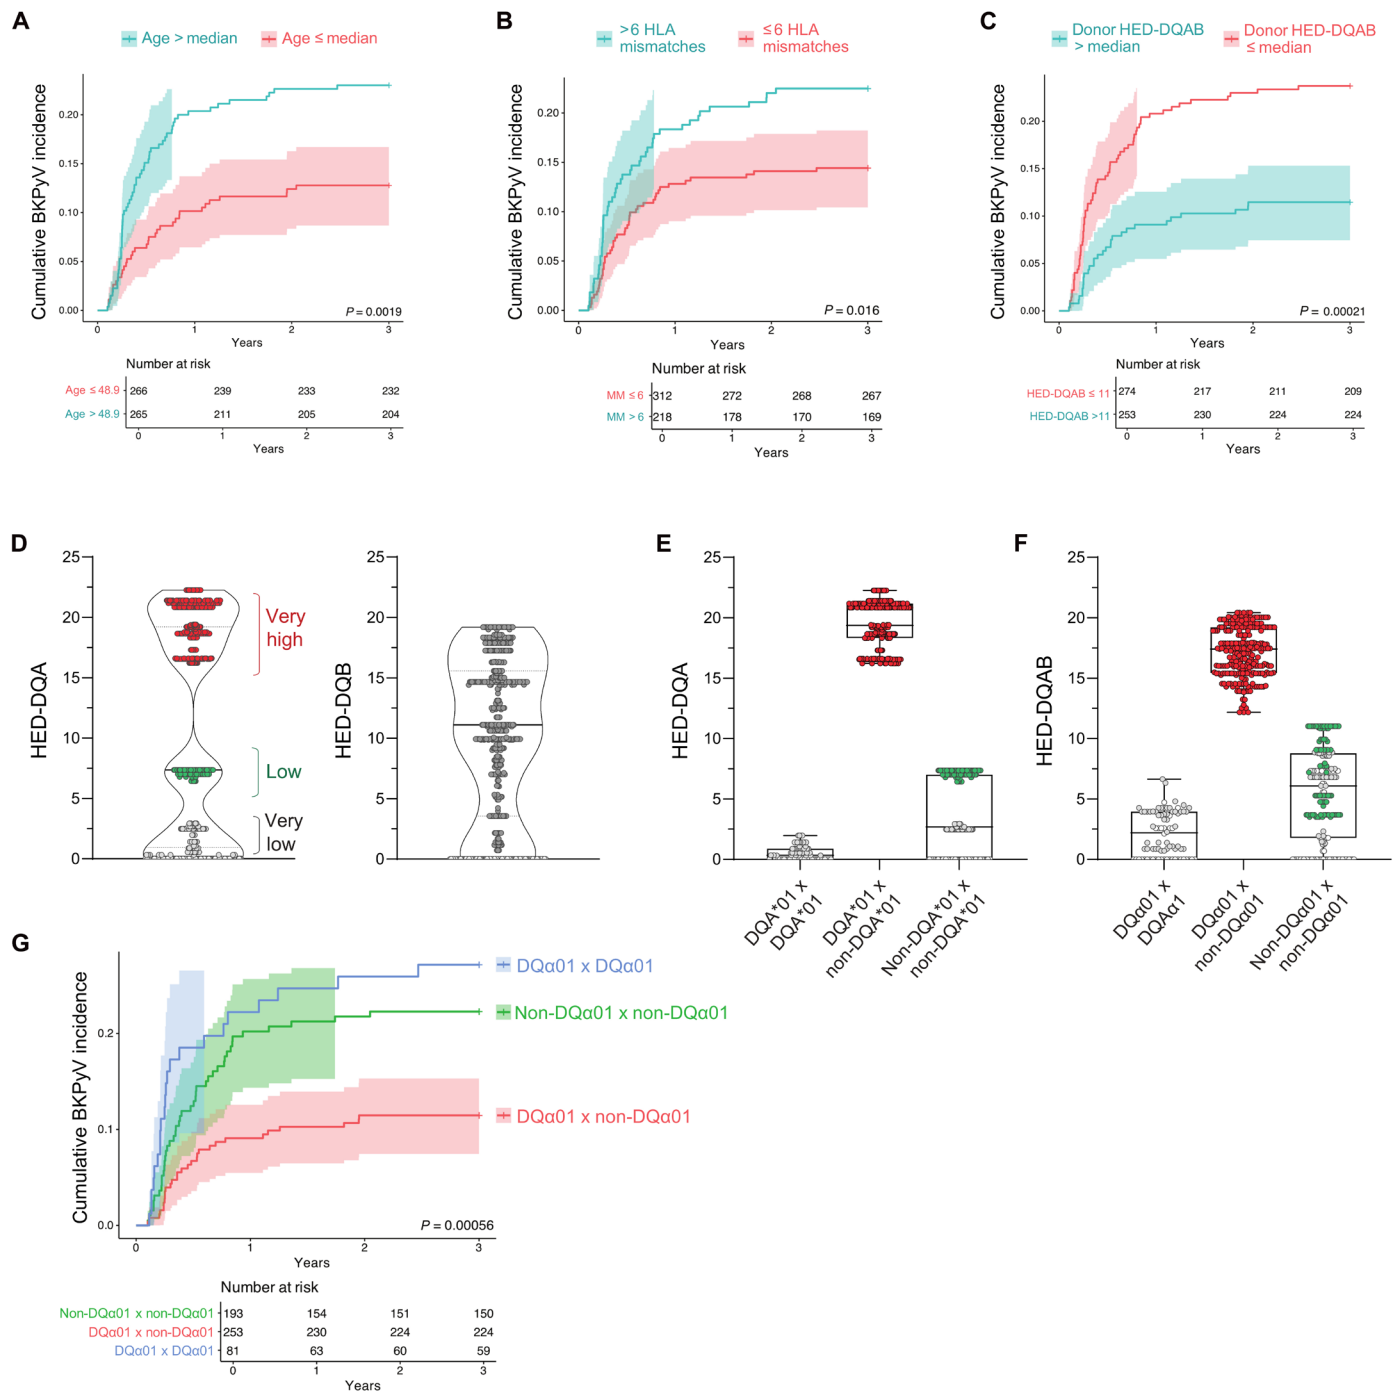 A
Age > median
Age ≤ median
Cumulative BKPyV incidence
0.20
0.15
0.10
0.05
0.00
P = 0.0019
0 1 2 3
Years
Number at risk
Age ≤ 48.9 266 239 233 232
Age > 48.9 265 211 205 204
0 1 2 3
Years
B
>6 HLA
mismatches
≤ 6 HLA
mismatches
Cumulative BKPyV incidence
0.20
0.15
0.10
0.05
0.00
P = 0.016
0 1 2 3
Years
Number at risk
MM ≤ 6 312 272 268 267
MM > 6 218 178 170 169
0 1 2 3
Years
C
Donor HED-DQAB
> median
Donor HED-DQAB
≤ median
Cumulative BKPyV incidence
0.20
0.15
0.10
0.05
0.00
P = 0.00021
0 1 2 3
Years
Number at risk
HED-DQAB ≤ 11 274 217 211 209
HED-DQAB >11 253 230 224 224
0 1 2 3
Years
D
HED-DQA
25
20
15
10
5
0
Very
high
Low
Very
low
HED-DQB
25
20
15
10
5
0
E
HED-DQA
25
20
15
10
5
0
DQA*01 x
DQA*01
DQA*01 x
non-DQA*01
Non-DQA*01 x
non-DQA*01
F
HED-DQAB
25
20
15
10
5
0
DQα01 x
DQAα1
DQα01 x
non-DQα01
Non-DQα01 x
non-DQα01
G
Cumulative BKPyV incidence
0.2
0.1
0.0
DQα01 x DQα01
Non-DQα01 x non-DQα01
DQα01 x non-DQα01
P = 0.00056
0 1 2 3
Years
Number at risk
Non-DQα01 x non-DQα01 193 154 151 150
DQα01 x non-DQα01 253 230 224 224
DQα01 x DQα01 81 63 60 59
0 1 2 3
Years